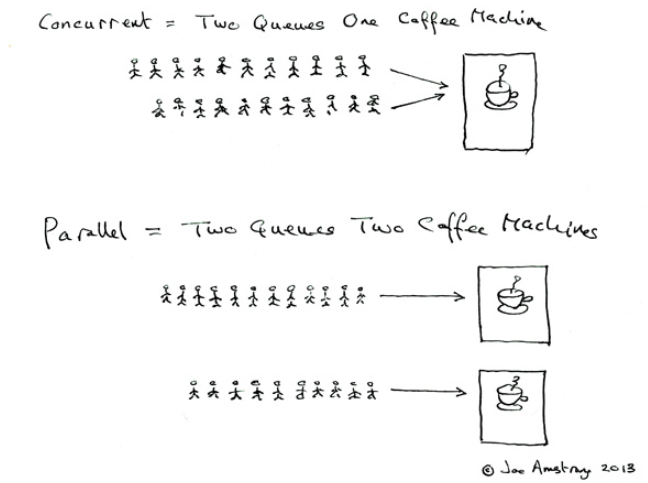 Concurrent = Two Queues One Coffee Machine
Parallel = Two Queues Two Coffee Machines
© Joe Armstrong 2013